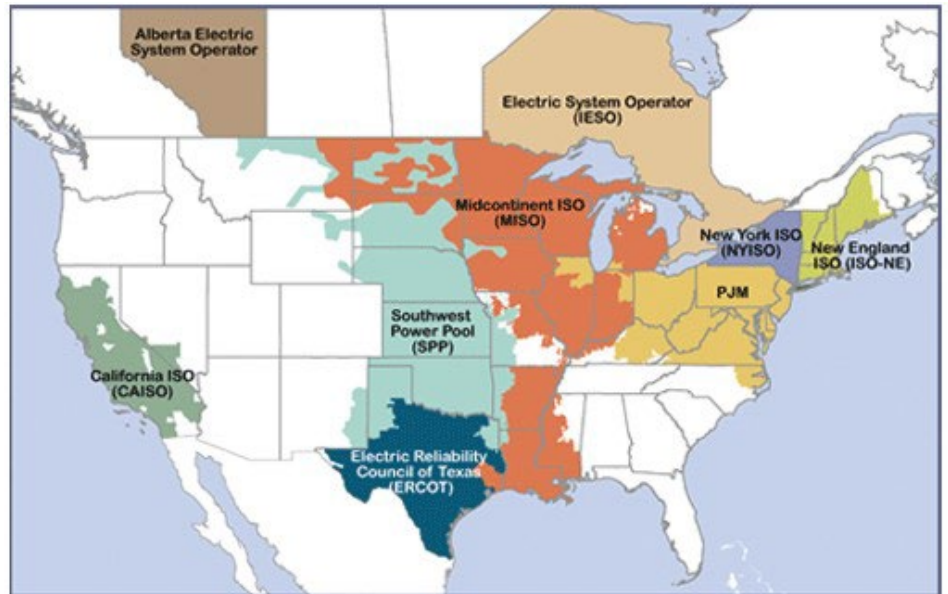 Alberta Electric
System Operator
Electric System Operator
(IESO)
Midcontinent ISO
(MISO)
New York ISO
(NYISO)
New England
ISO (ISO-NE)
PJM
Southwest
Power Pool
(SPP)
California ISO
(CAISO)
Electric Reliability
Council of Texas
(ERCOT)